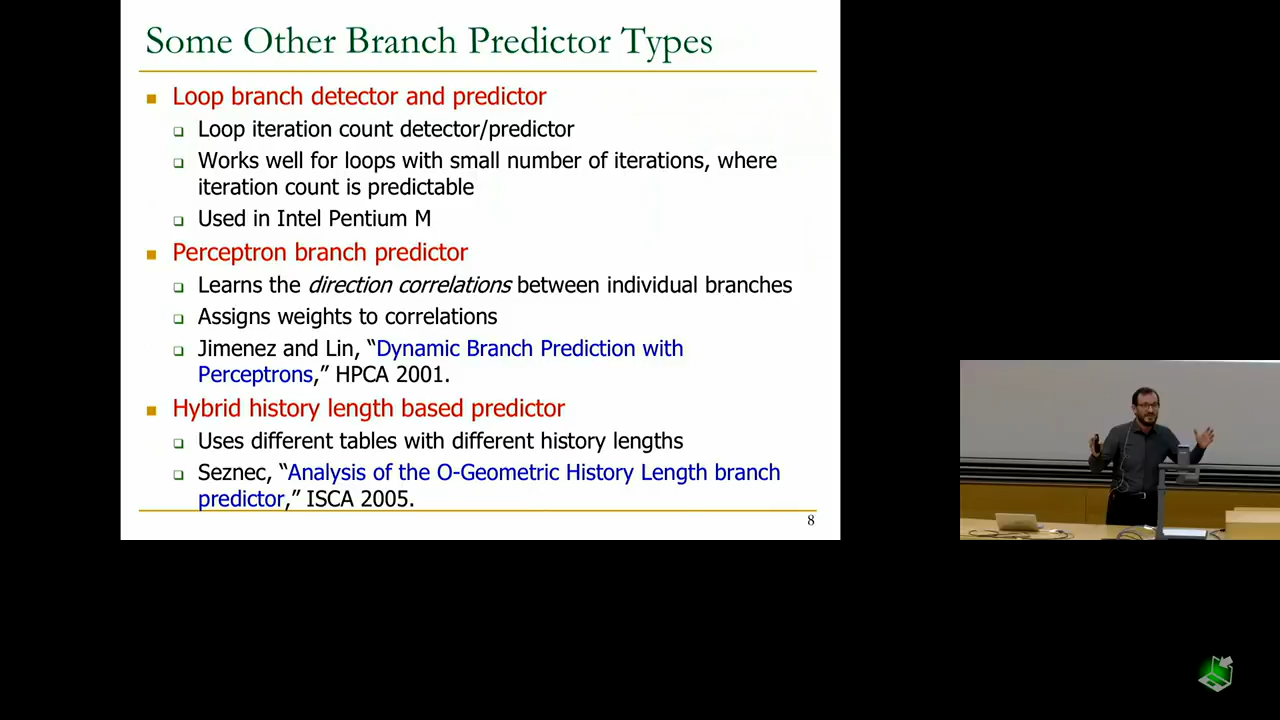 Some Other Branch Predictor Types
Loop branch detector and predictor
Loop iteration count detector/predictor
Works well for loops with small number of iterations, where
iteration count is predictable
Used in Intel Pentium M
Perceptron branch predictor
Learns the direction correlations between individual branches
Assigns weights to correlations
Jimenez and Lin, “Dynamic Branch Prediction with
Perceptrons,” HPCA 2001.
Hybrid history length based predictor
Uses different tables with different history lengths
Seznec, “Analysis of the O-Geometric History Length branch
predictor,” ISCA 2005.
8